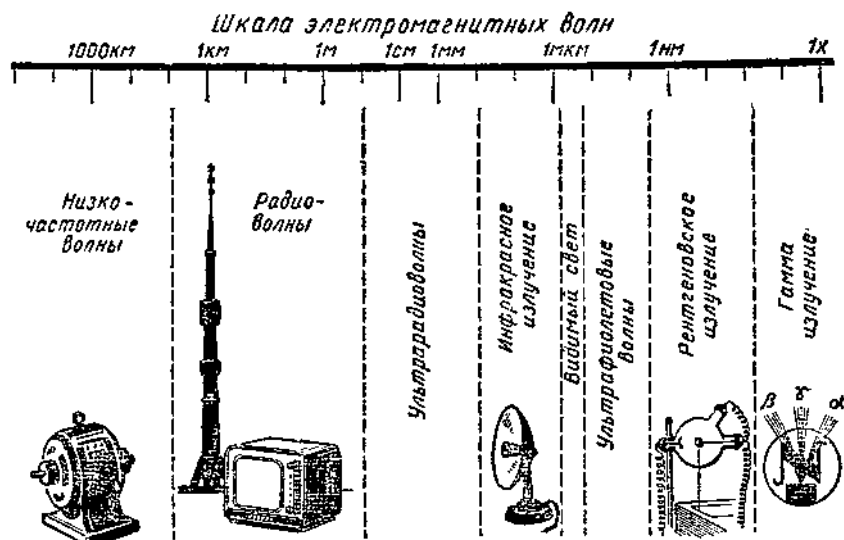 Шкала электромагнитных волн
1000км 1км 1м 1см 1мм 1мкм 1нм 1х
Низко-
частотные
волны
Радио-
волны
Ультрарадиоволны
Инфракрасное
излучение
Видимый свет
Ультрафиолетовые
волны
Рентгеновское
излучение
Гамма
излучение
β γ α